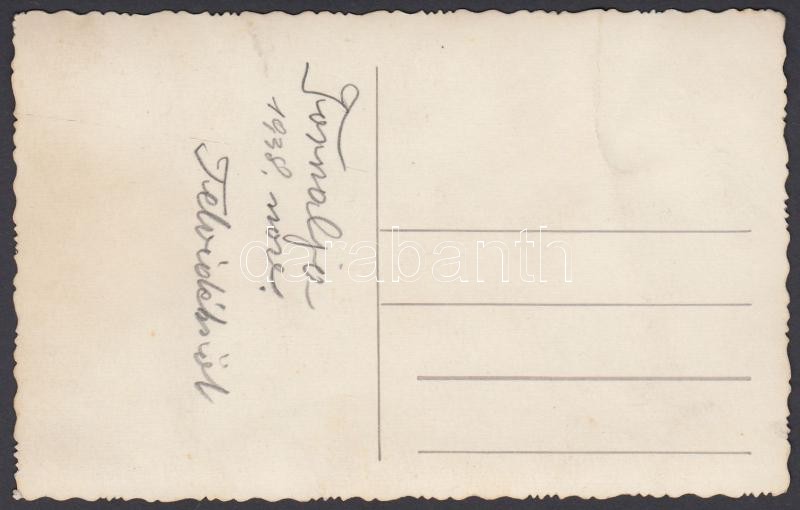 Tornalja
1938. nov.
Felvidékről
darabanth